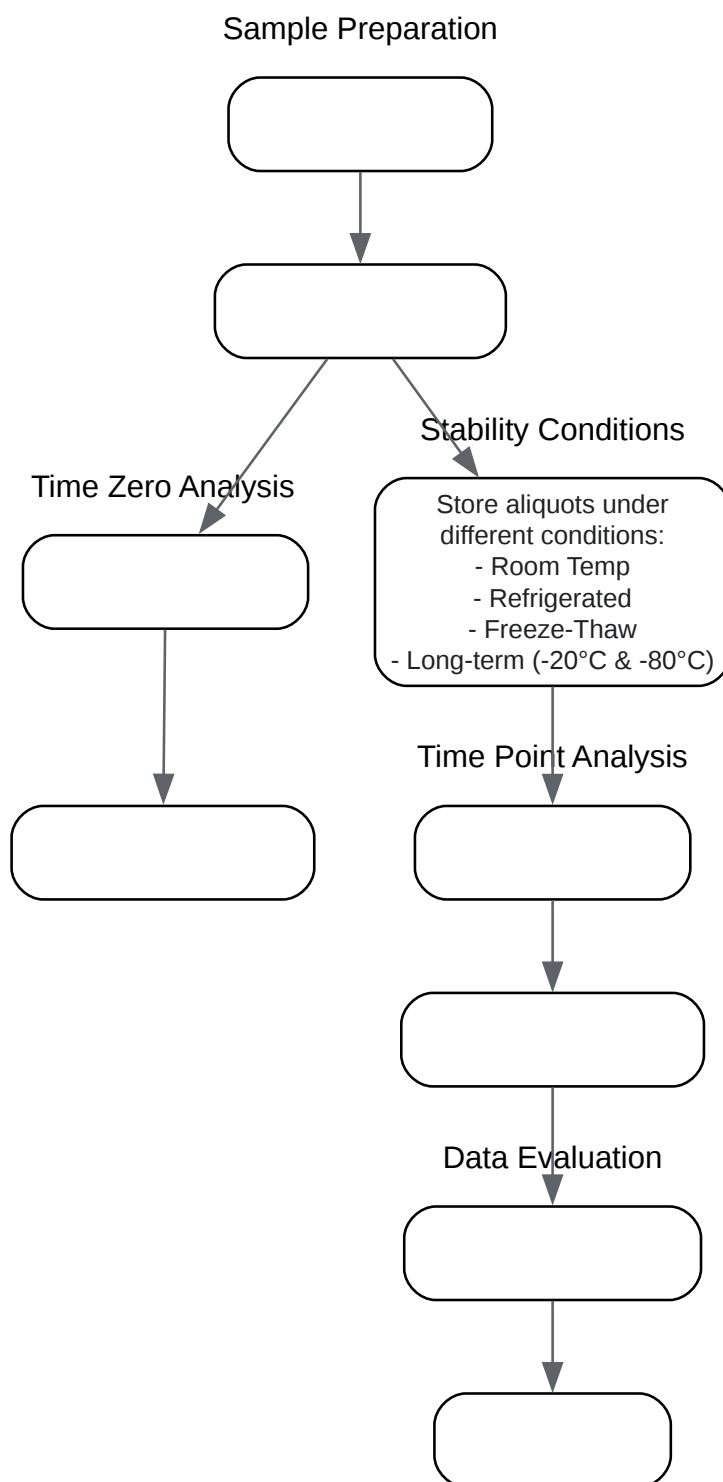 Sample Preparation
Stability Conditions
Time Zero Analysis
Store aliquots under
different conditions:
- Room Temp
- Refrigerated
- Freeze-Thaw
- Long-term (-20°C & -80°C)
Time Point Analysis
Data Evaluation